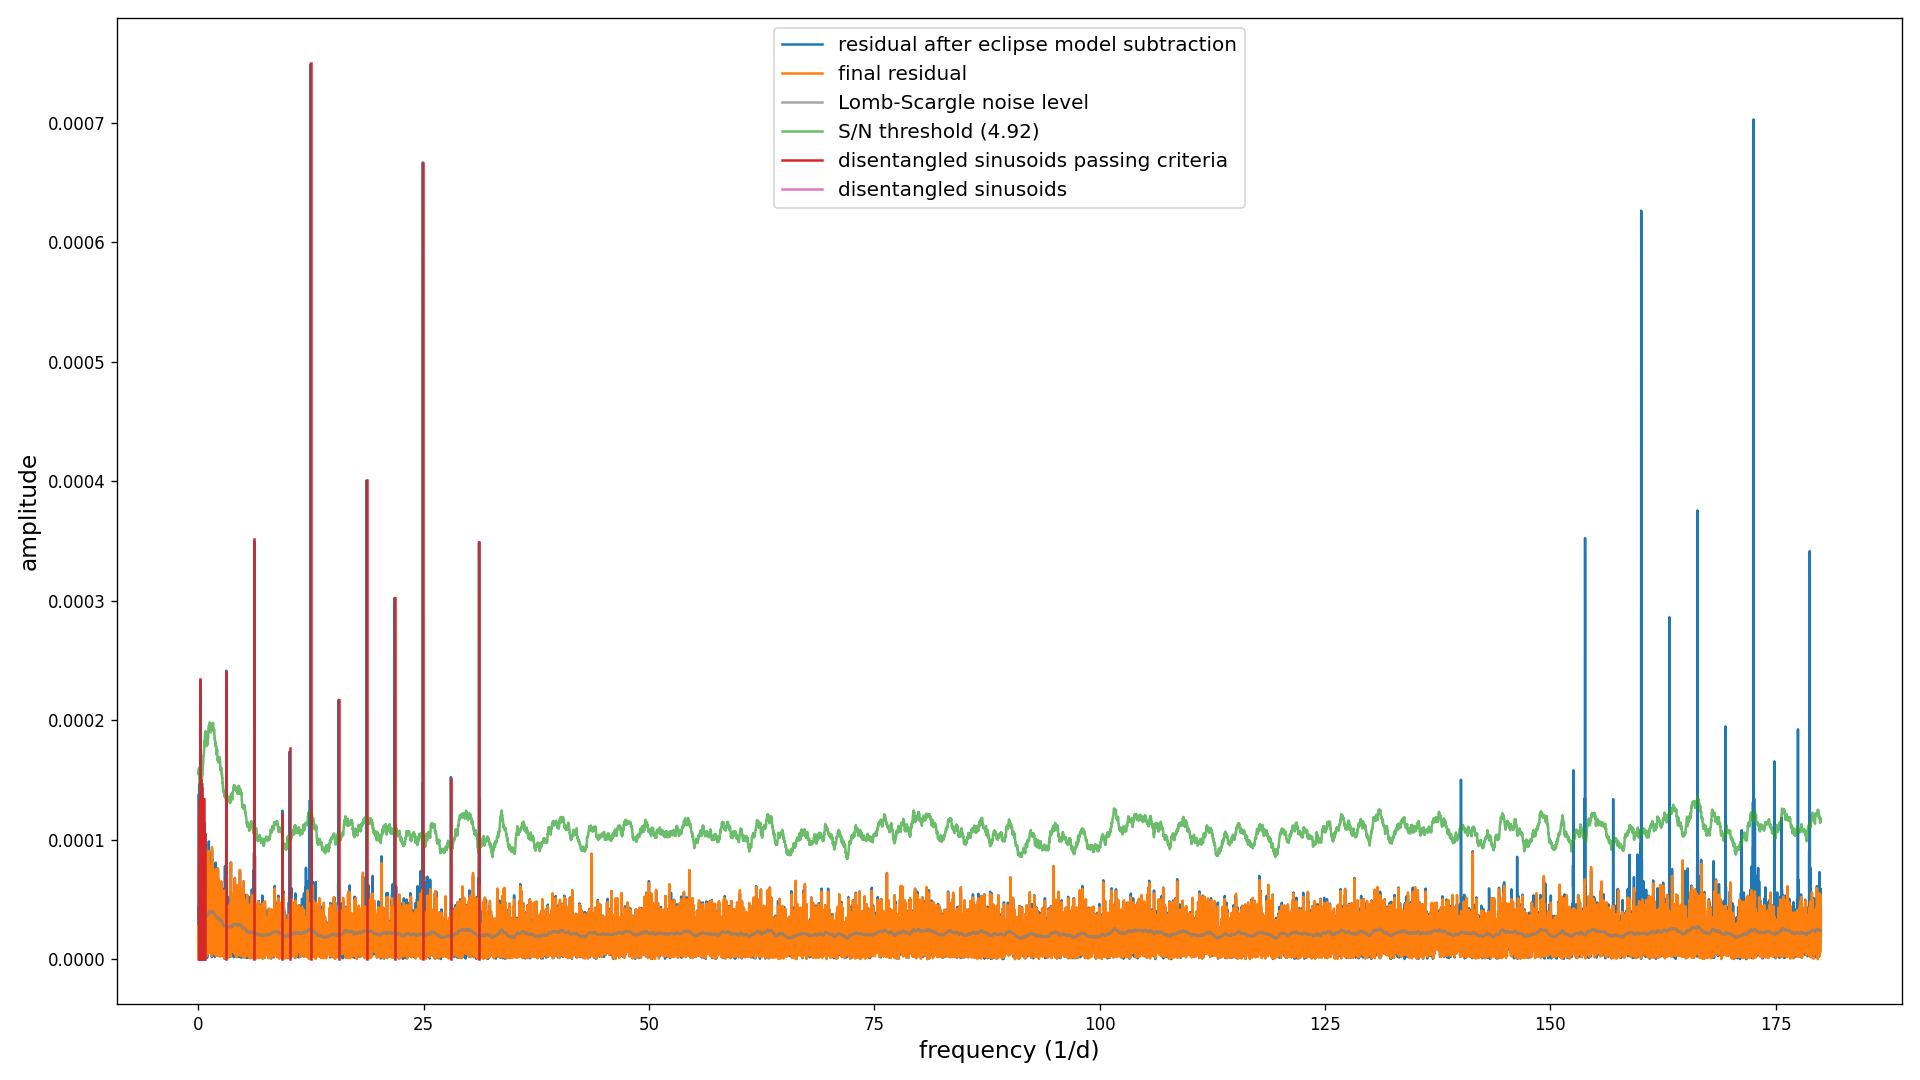 residual after eclipse model subtraction
final residual
Lomb-Scargle noise level
S/N threshold (4.92)
disentangled sinusoids passing criteria
disentangled sinusoids
amplitude
0.0007
0.0006
0.0005
0.0004
0.0003
0.0002
0.0001
0.0000
0 25 50 75 100 125 150 175
frequency (1/d)